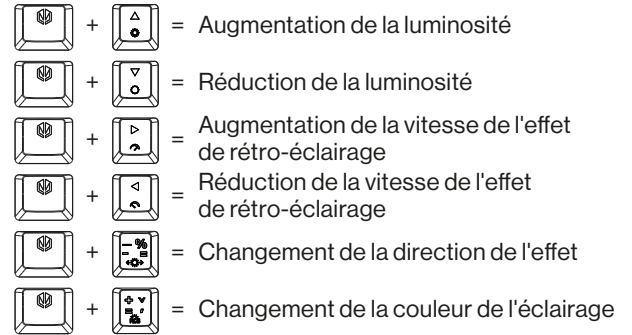 + = Augmentation de la luminosité
+ = Réduction de la luminosité
+ = Augmentation de la vitesse de l'effet
de rétro-éclairage
+ = Réduction de la vitesse de l'effet
de rétro-éclairage
+ = Changement de la direction de l'effet
+ = Changement de la couleur de l'éclairage